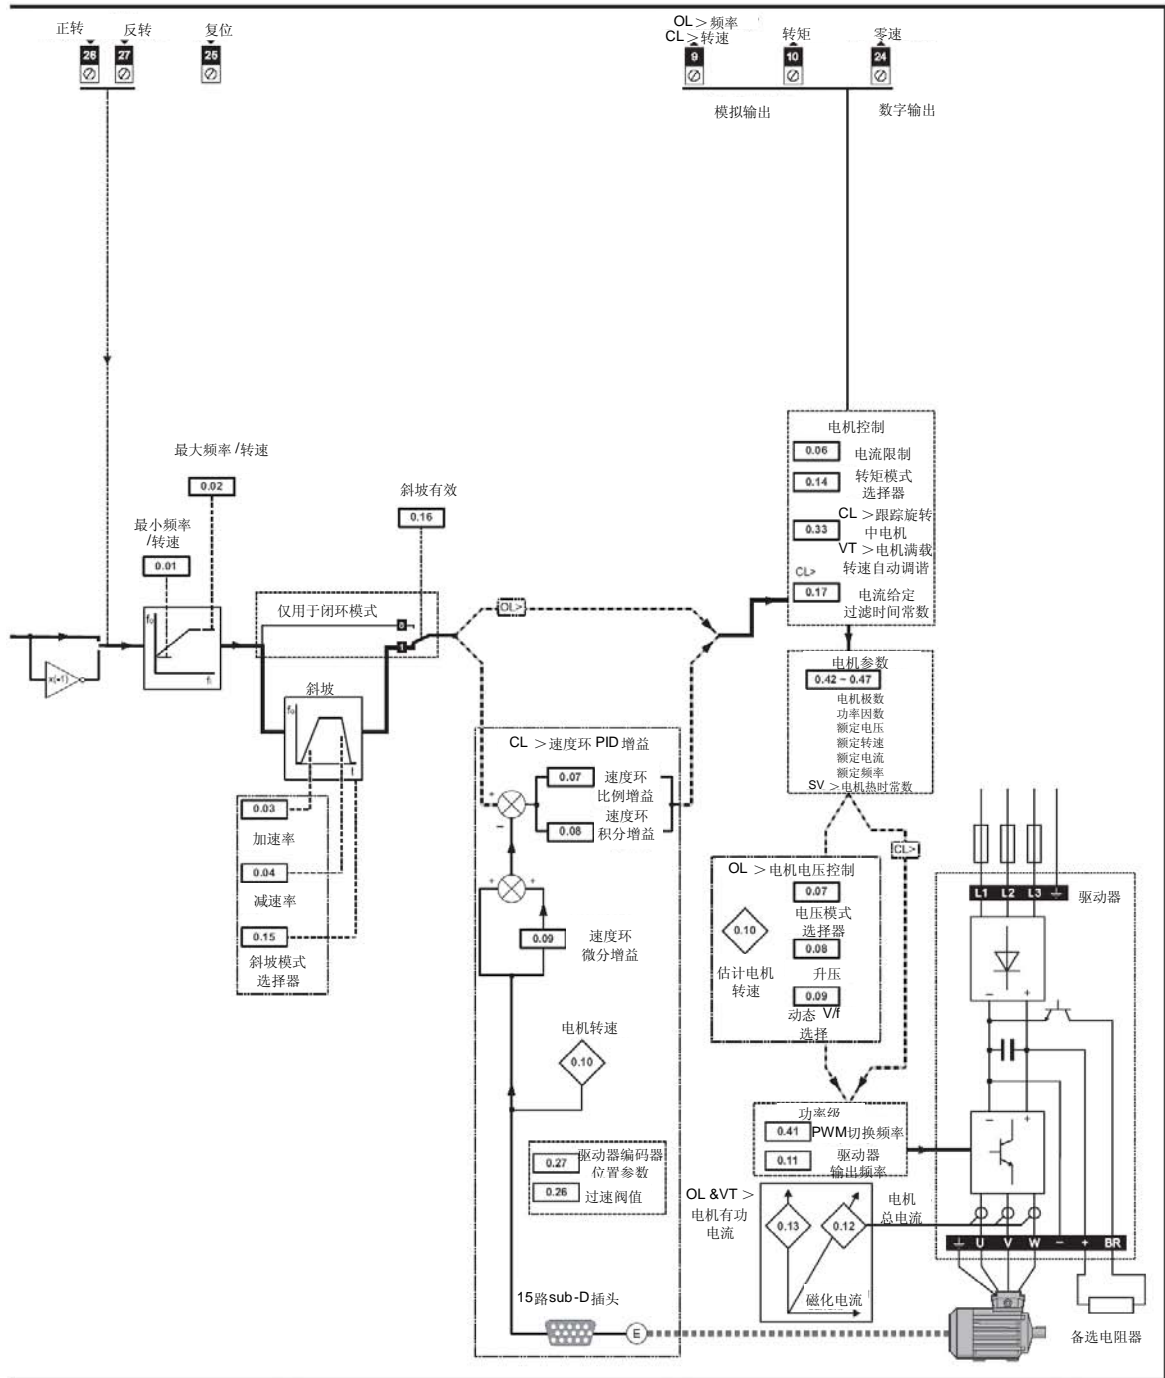 正转
反转
复位
26
27
25
OL＞频率
CL＞转速
转矩
零速
9
10
24
模拟输出
数字输出
最大频率 /转速
0.02
最小频率
/转速
0.01
斜坡有效
0.16
仅用于闭环模式
0
1
OL>
x(-1)
斜坡
0.03
加速率
0.04
减速率
0.15
斜坡模式
选择器
CL ＞速度环 PID 增益
0.07
速度环
比例增益
0.08
速度环
积分增益
0.09
速度环
微分增益
电机转速
0.10
0.27
驱动器编码器
位置参数
0.26
过速阀值
15路sub-D插头
E
电机控制
0.06
电流限制
0.14
转矩模式
选择器
0.33
CL＞跟踪旋转
中电机
VT＞电机满载
转速自动调谐
CL>
0.17
电流给定
过滤时间常数
电机参数
0.42 ~ 0.47
电机极数
功率因数
额定电压
额定转速
额定电流
额定频率
SV＞电机热时常数
CL>
OL＞电机电压控制
0.07
电压模式
选择器
0.10
估计电机
转速
0.08
升压
0.09
动态 V/f
选择
功率级
0.41
PWM切换频率
0.11
驱动器
输出频率
OL &VT＞
电机有功
电流
0.13
0.12
电机
总电流
磁化电流
L1 L2 L3
驱动器
− +
− +
U V W − + BR
备选电阻器